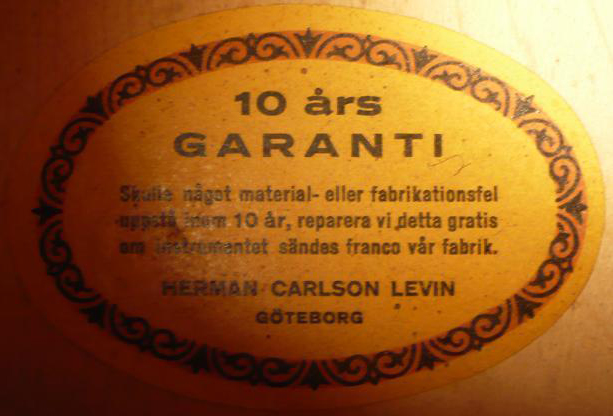 10 års
GARANTI
Skulle något material- eller fabrikationsfel
uppstå inom 10 år, reparera vi detta gratis
om instrumentet sändes franco vår fabrik.
HERMAN CARLSON LEVIN
GÖTEBORG